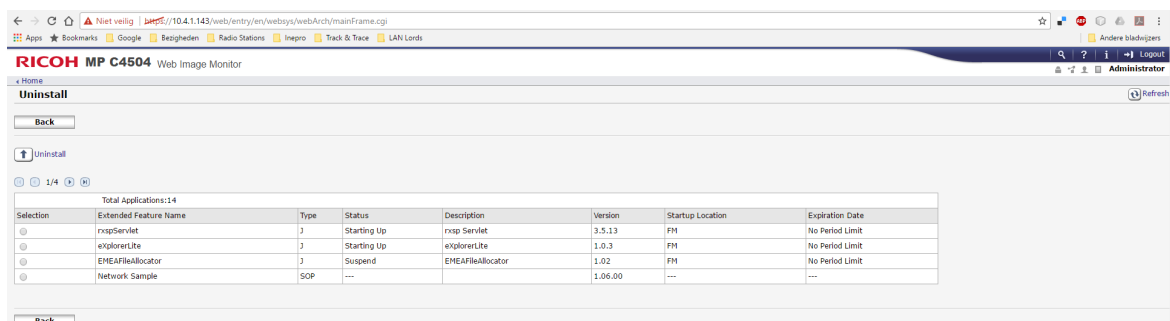 Niet veilig | https://10.4.1.143/web/entry/en/websys/webArch/mainFrame.cgi
Apps Bookmarks Google Bezigheden Radio Stations Inepro Track & Trace LAN Lords Andere bladwijzers
RICOH MP C4504 Web Image Monitor
? i Logout
Administrator
Home
Uninstall Refresh
Back
Uninstall
1/4
Total Applications:14
Selection Extended Feature Name Type Status Description Version Startup Location Expiration Date
rxspServlet J Starting Up rxsp Servlet 3.5.13 FM No Period Limit
eXplorerLite J Starting Up eXplorerLite 1.0.3 FM No Period Limit
EMEAFileAllocator J Suspend EMEAFileAllocator 1.02 FM No Period Limit
Network Sample SOP --- 1.06.00 --- ---
Back